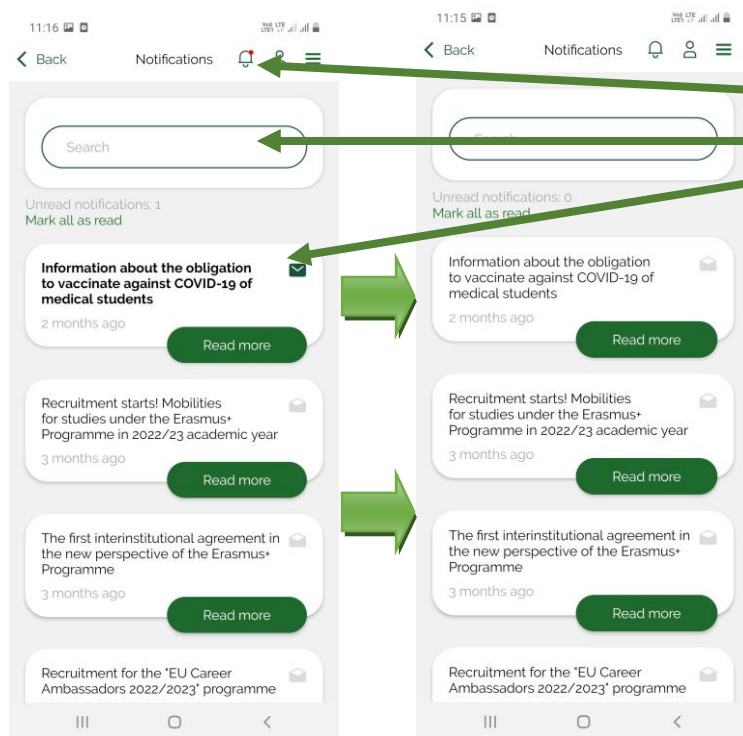 11:16
Vo9) LTE
LTE1
Back
Notifications
Search
Unread notifications: 1
Mark all as read
Information about the obligation
to vaccinate against COVID-19 of
medical students
2 months ago
Read more
Recruitment starts! Mobilities
for studies under the Erasmus+
Programme in 2022/23 academic year
3 months ago
Read more
The first interinstitutional agreement in
the new perspective of the Erasmus+
Programme
3 months ago
Read more
Recruitment for the "EU Career
Ambassadors 2022/2023" programme
11:15
Vo9) LTE
LTE1
Back
Notifications
Search
Unread notifications: 0
Mark all as read
Information about the obligation
to vaccinate against COVID-19 of
medical students
2 months ago
Read more
Recruitment starts! Mobilities
for studies under the Erasmus+
Programme in 2022/23 academic year
3 months ago
Read more
The first interinstitutional agreement in
the new perspective of the Erasmus+
Programme
3 months ago
Read more
Recruitment for the "EU Career
Ambassadors 2022/2023" programme